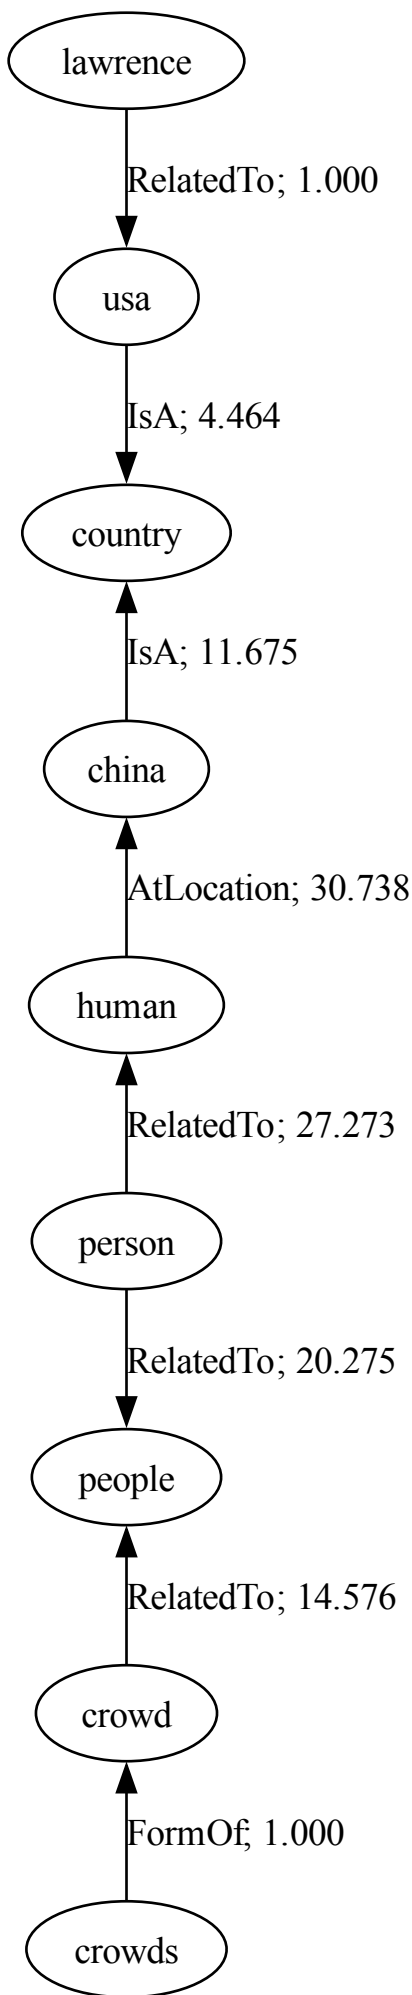 lawrence
RelatedTo; 1.000
usa
IsA; 4.464
country
IsA; 11.675
china
AtLocation; 30.738
human
RelatedTo; 27.273
person
RelatedTo; 20.275
people
RelatedTo; 14.576
crowd
FormOf; 1.000
crowds